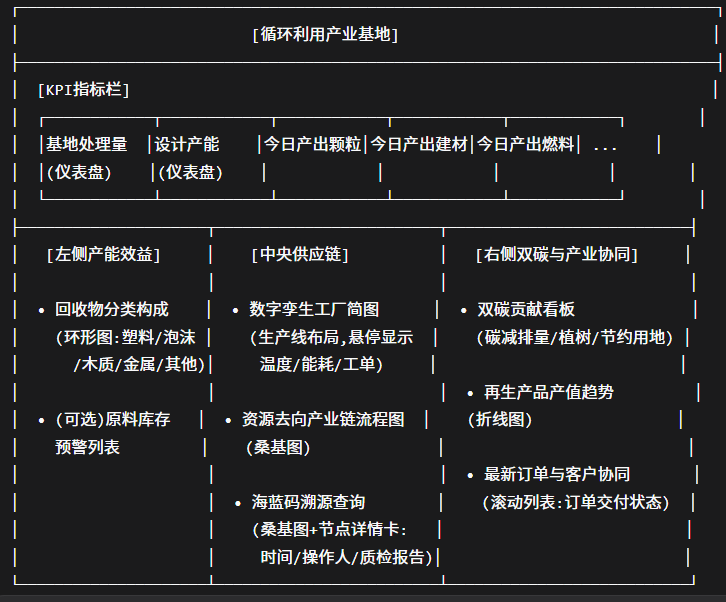 [循环利用产业基地]
[KPI指标栏]
基地处理量 设计产能 今日产出颗粒 今日产出建材 今日产出燃料 ...
(仪表盘) (仪表盘)
[左侧产能效益] [中央供应链] [右侧双碳与产业协同]
• 回收物分类构成 • 数字孪生工厂简图 • 双碳贡献看板
(环形图:塑料/泡沫 (生产线布局,悬停显示 (碳减排量/植树/节约用地)
/木质/金属/其他) 温度/能耗/工单)
• 再生产品产值趋势
• (可选)原料库存 • 资源去向产业链流程图 (折线图)
预警列表 (桑基图)
• 最新订单与客户协同
• 海蓝码溯源查询 (滚动列表:订单交付状态)
(桑基图+节点详情卡:
时间/操作人/质检报告)